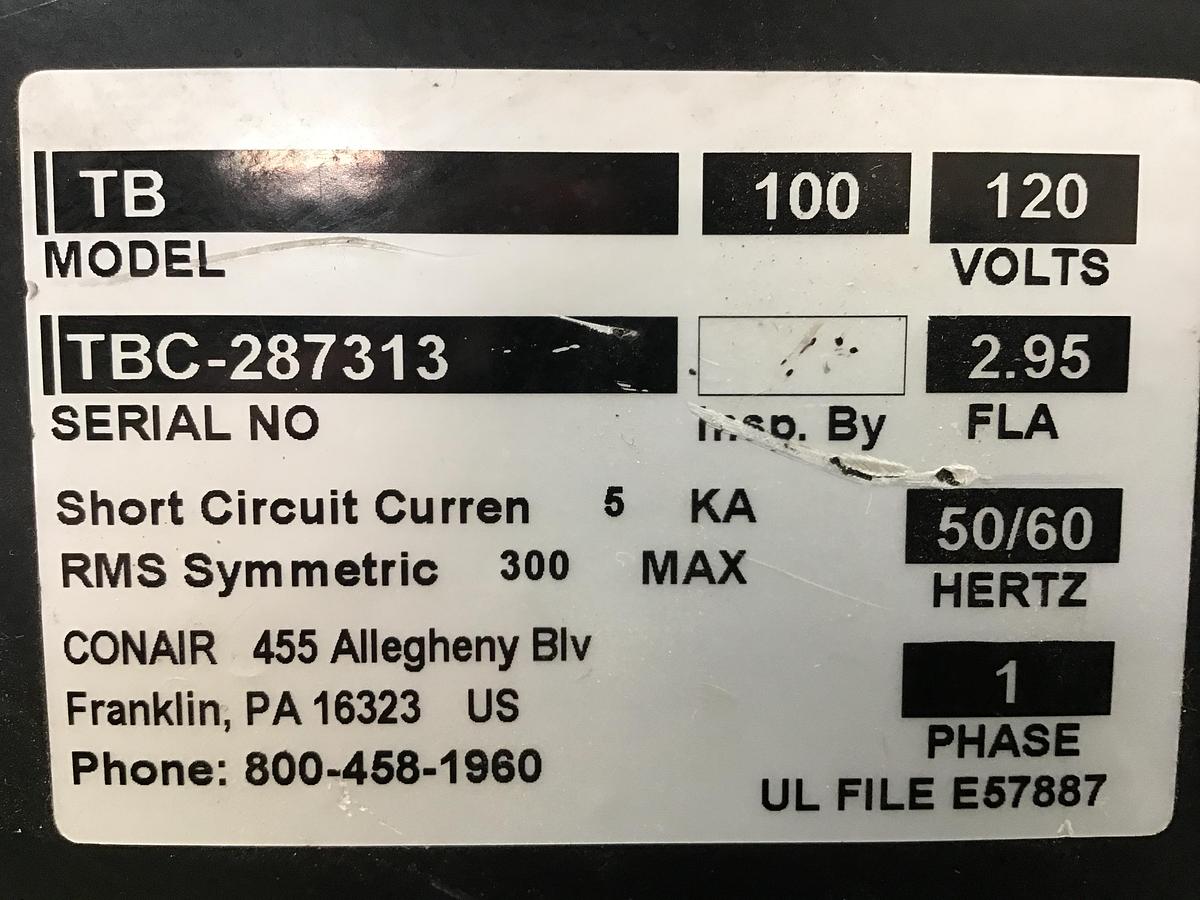 TB 100 120
MODEL VOLTS
TBC-287313 2.95
SERIAL NO Insp. By FLA
Short Circuit Curren 5 KA
50/60
RMS Symmetric 300 MAX
HERTZ
CONAIR 455 Allegheny Blv
1
Franklin, PA 16323 US
PHASE
Phone: 800-458-1960
UL FILE E57887